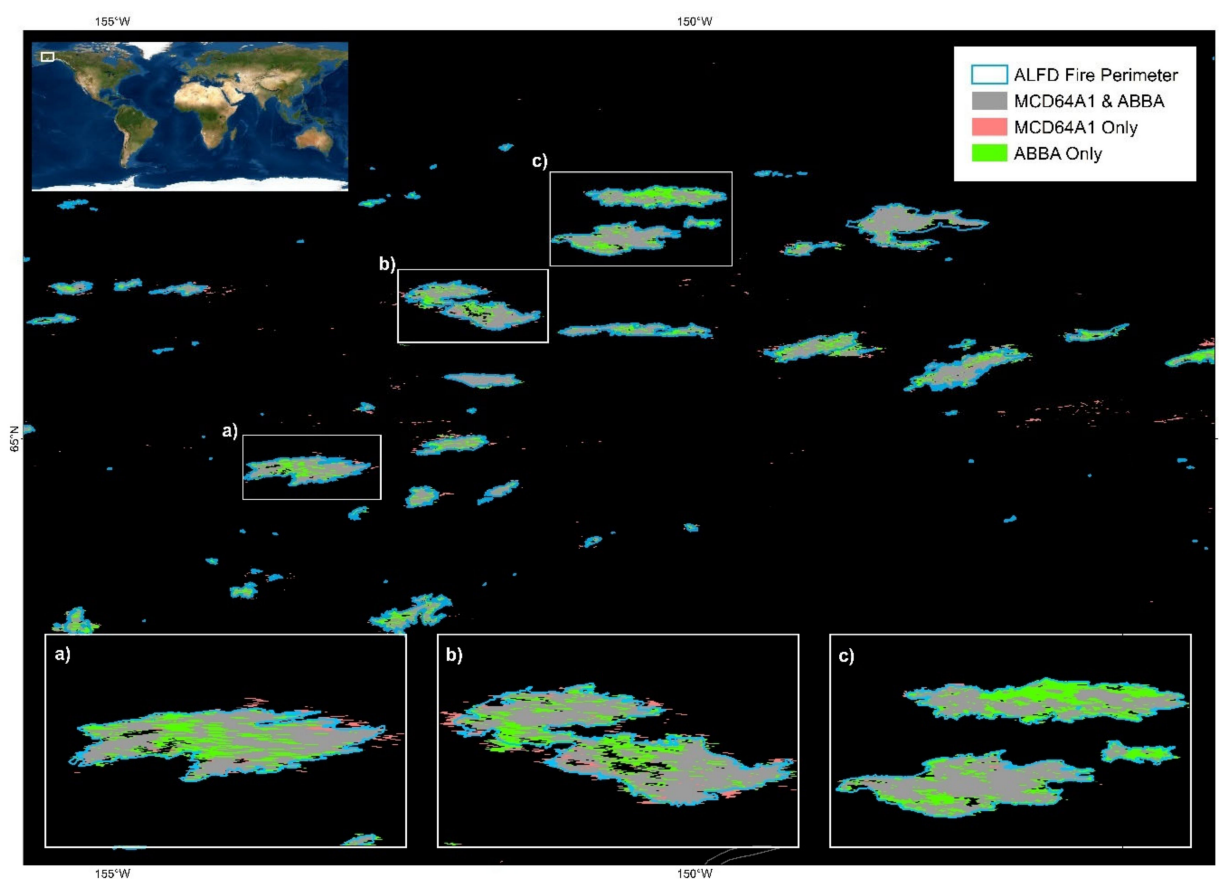 155°W 150°W
ALFD Fire Perimeter
MCD64A1 & ABBA
MCD64A1 Only
ABBA Only
c)
b)
a)
65°N
a) b) c)
155°W 150°W